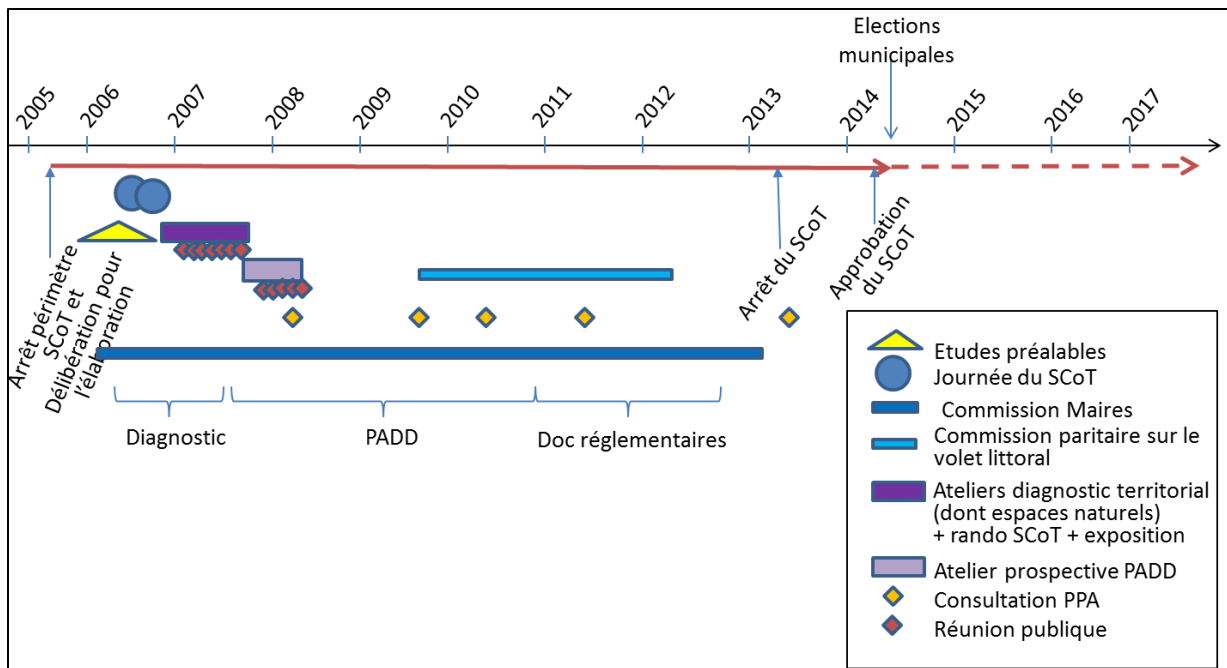 Elections
municipales
2005
2006
2007
2008
2009
2010
2011
2012
2013
2014
2015
2016
2017
Arrêt périmètre
SCoT et
Délibération pour
l'élaboration
Arrêt du SCoT
Approbation
du SCoT
Diagnostic
PADD
Doc réglementaires
Etudes préalables
Journée du SCoT
Commission Maires
Commission paritaire sur le
volet littoral
Ateliers diagnostic territorial
(dont espaces naturels)
+ rando SCoT + exposition
Atelier prospective PADD
Consultation PPA
Réunion publique